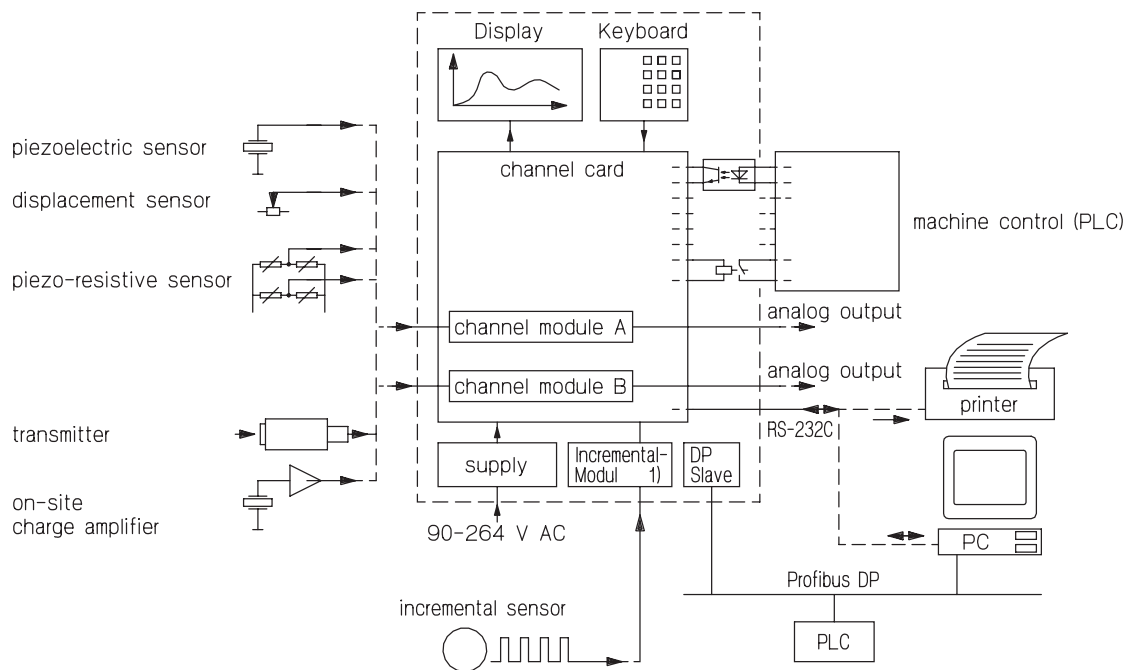 Display
Keyboard
channel card
piezoelectric sensor
displacement sensor
piezo-resistive sensor
machine control (PLC)
analog output
channel module A
analog output
channel module B
printer
RS-232C
transmitter
supply
Incremental-
Modul 1)
DP
Slave
on-site
charge amplifier
90-264 V AC
PC
Profibus DP
incremental sensor
PLC